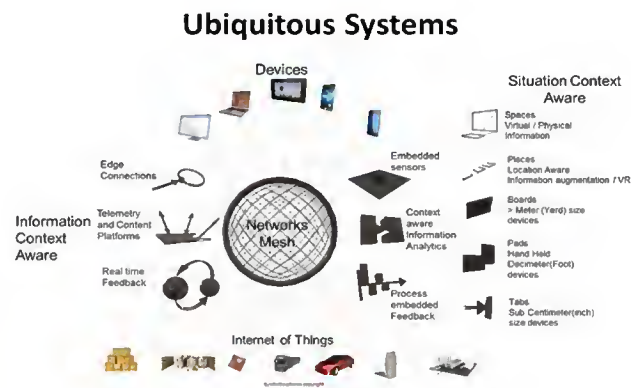 Ubiquitous Systems
Devices
Situation Context
Aware
Spaces
Virtual / Physical
Information
Edge
Connections
Embedded
sensors
Places
Location Aware
Information augmentation / VR
Information
Context
Aware
Telemetry
and Content
Platforms
Networks
Mesh
Context
aware
Information
Analytics
Boards
> Meter (Yerd) size
devices
Real time
Feedback
Process
embedded
Feedback
Pads
Hand Held
Decimeter(Foot)
devices
Tabs
Sub Centimeter(inch)
size devices
Internet of Things